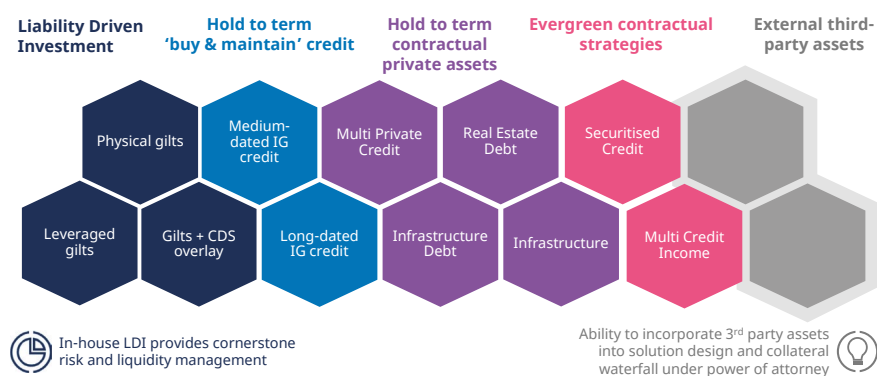 Liability Driven
Investment
Hold to term
‘buy & maintain’ credit
Hold to term
contractual
private assets
Evergreen contractual
strategies
External third-
party assets
Physical gilts
Medium-
dated IG
credit
Multi Private
Credit
Real Estate
Debt
Securitised
Credit
Leveraged
gilts
Gilts + CDS
overlay
Long-dated
IG credit
Infrastructure
Debt
Infrastructure
Multi Credit
Income
In-house LDI provides cornerstone
risk and liquidity management
Ability to incorporate 3rd party assets
into solution design and collateral
waterfall under power of attorney